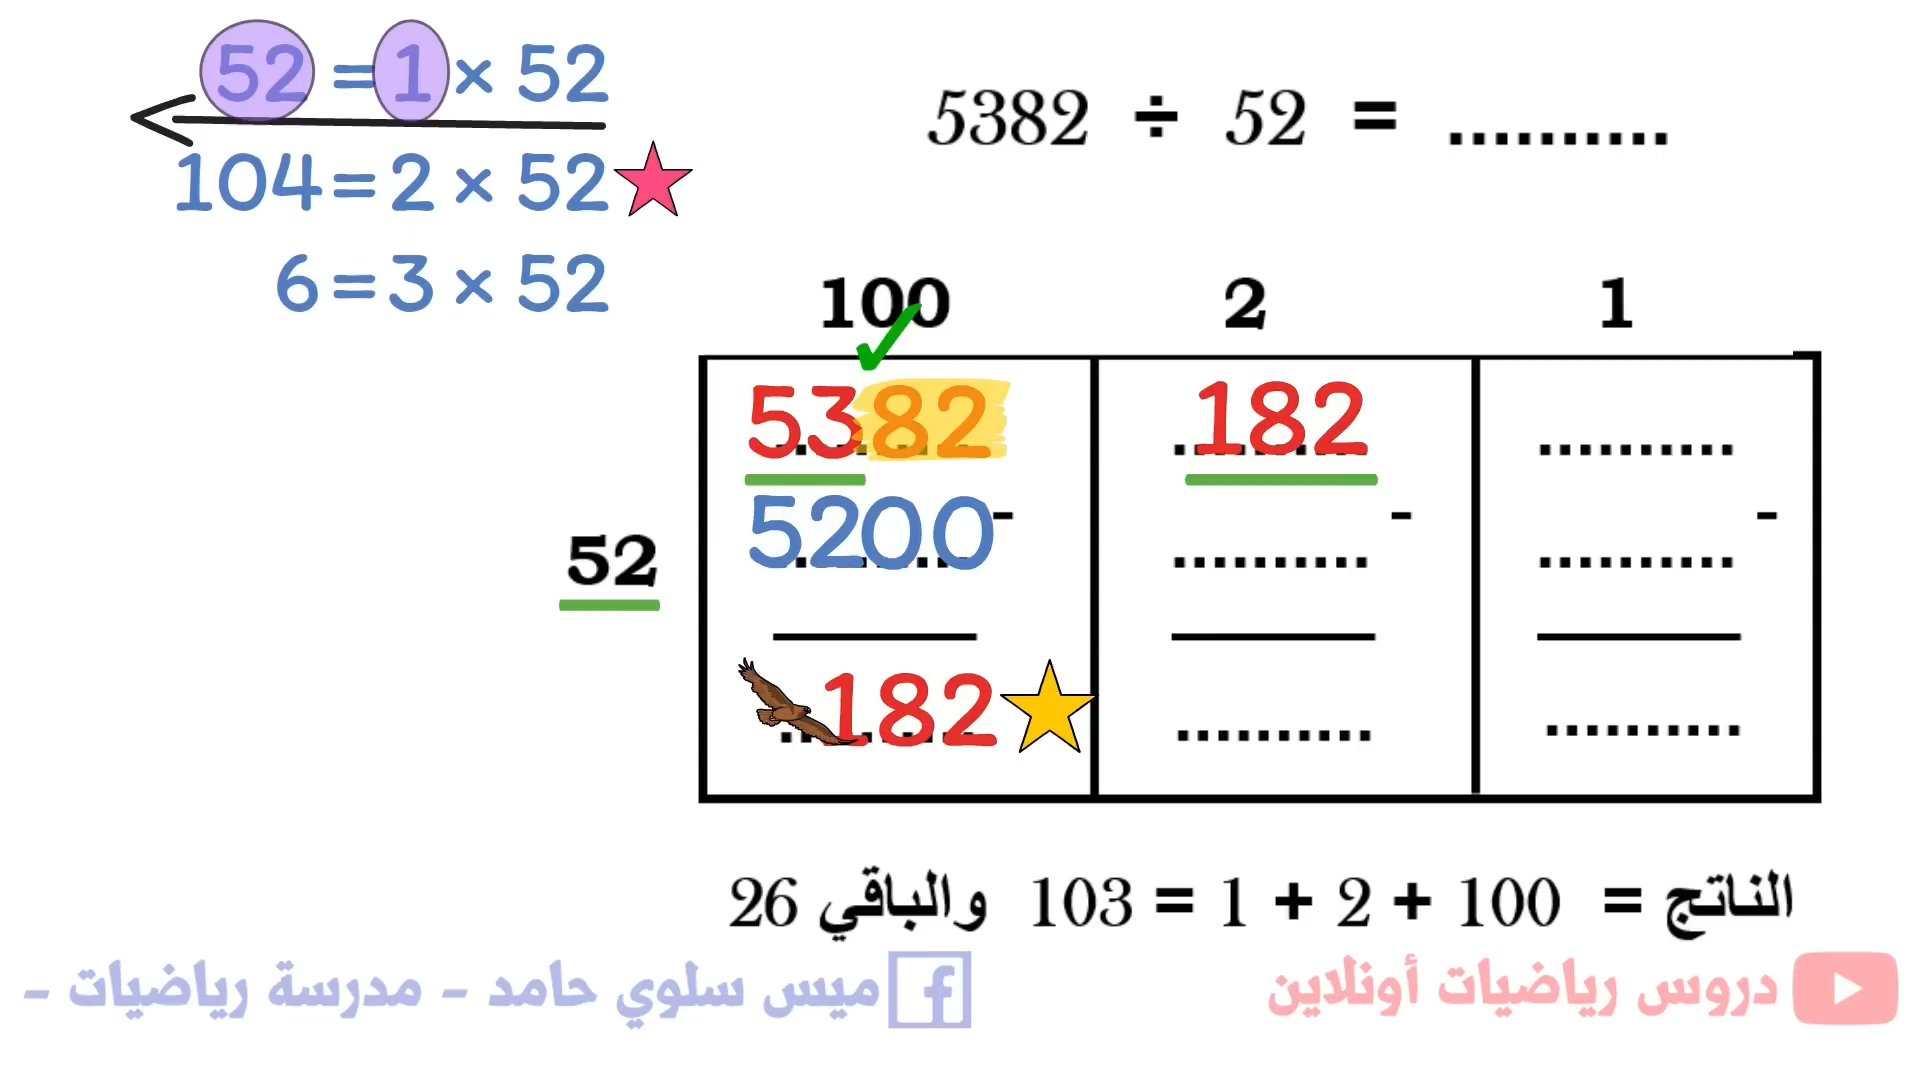 52 = 1 × 52
104 = 2 × 52
6 = 3 × 52
5382 ÷ 52 = ..........
100 2 1
5382 182 ..........
5200 - .......... - .......... -
52
182 .......... ..........
الناتج = 100 + 2 + 1 = 103 والباقي 26
دروس رياضيات أونلاين
ميس سلوي حامد - مدرسة رياضيات -